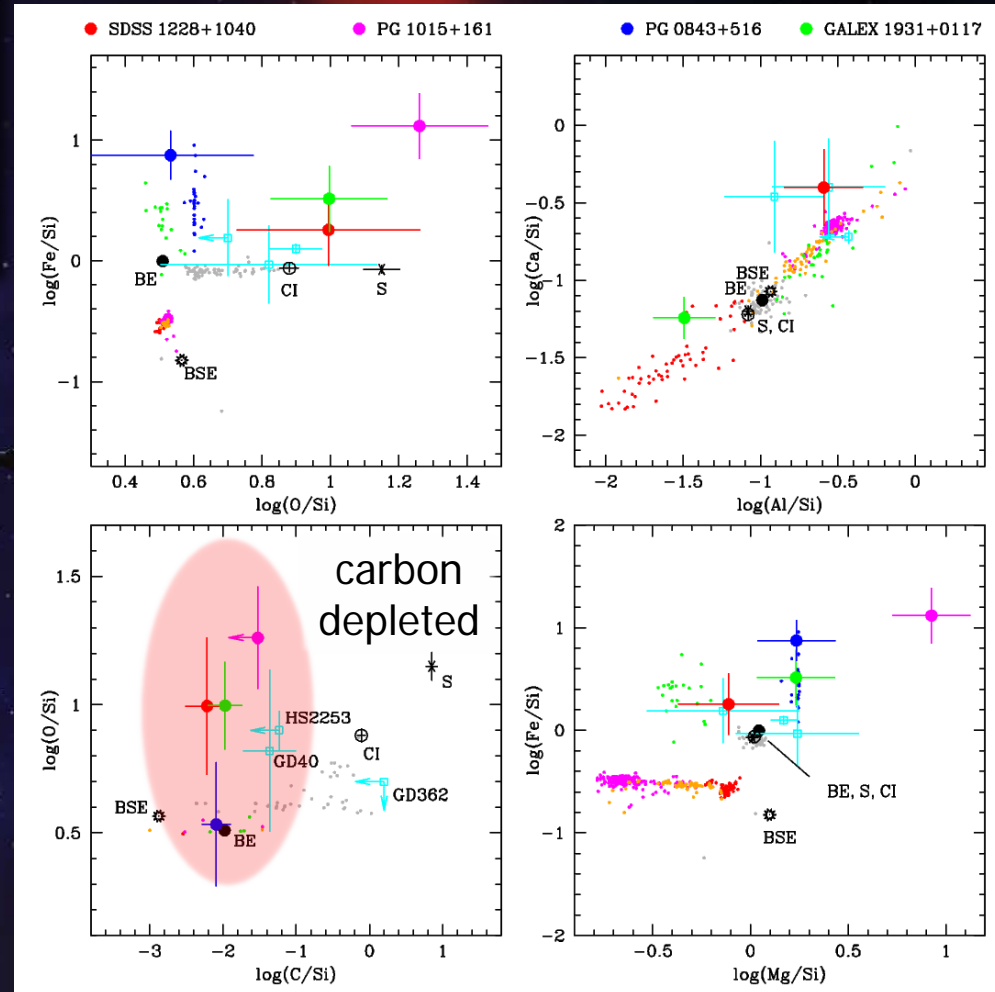 SDSS 1228+1040 PG 1015+161 PG 0843+516 GALEX 1931+0117
log(Fe/Si)
1
0
−1
BE
CI
S
BSE
0.4 0.6 0.8 1 1.2 1.4
log(O/Si)
log(Ca/Si)
0
−0.5
−1
−1.5
−2
BSE
BE
S, CI
−2 −1.5 −1 −0.5 0
log(Al/Si)
log(O/Si)
1.5
1
0.5
carbon
depleted
S
HS2253
CI
GD40
GD362
BSE
BE
−3 −2 −1 0 1
log(C/Si)
log(Fe/Si)
2
1
0
−1
−2
BE, S, CI
BSE
−0.5 0 0.5 1
log(Mg/Si)